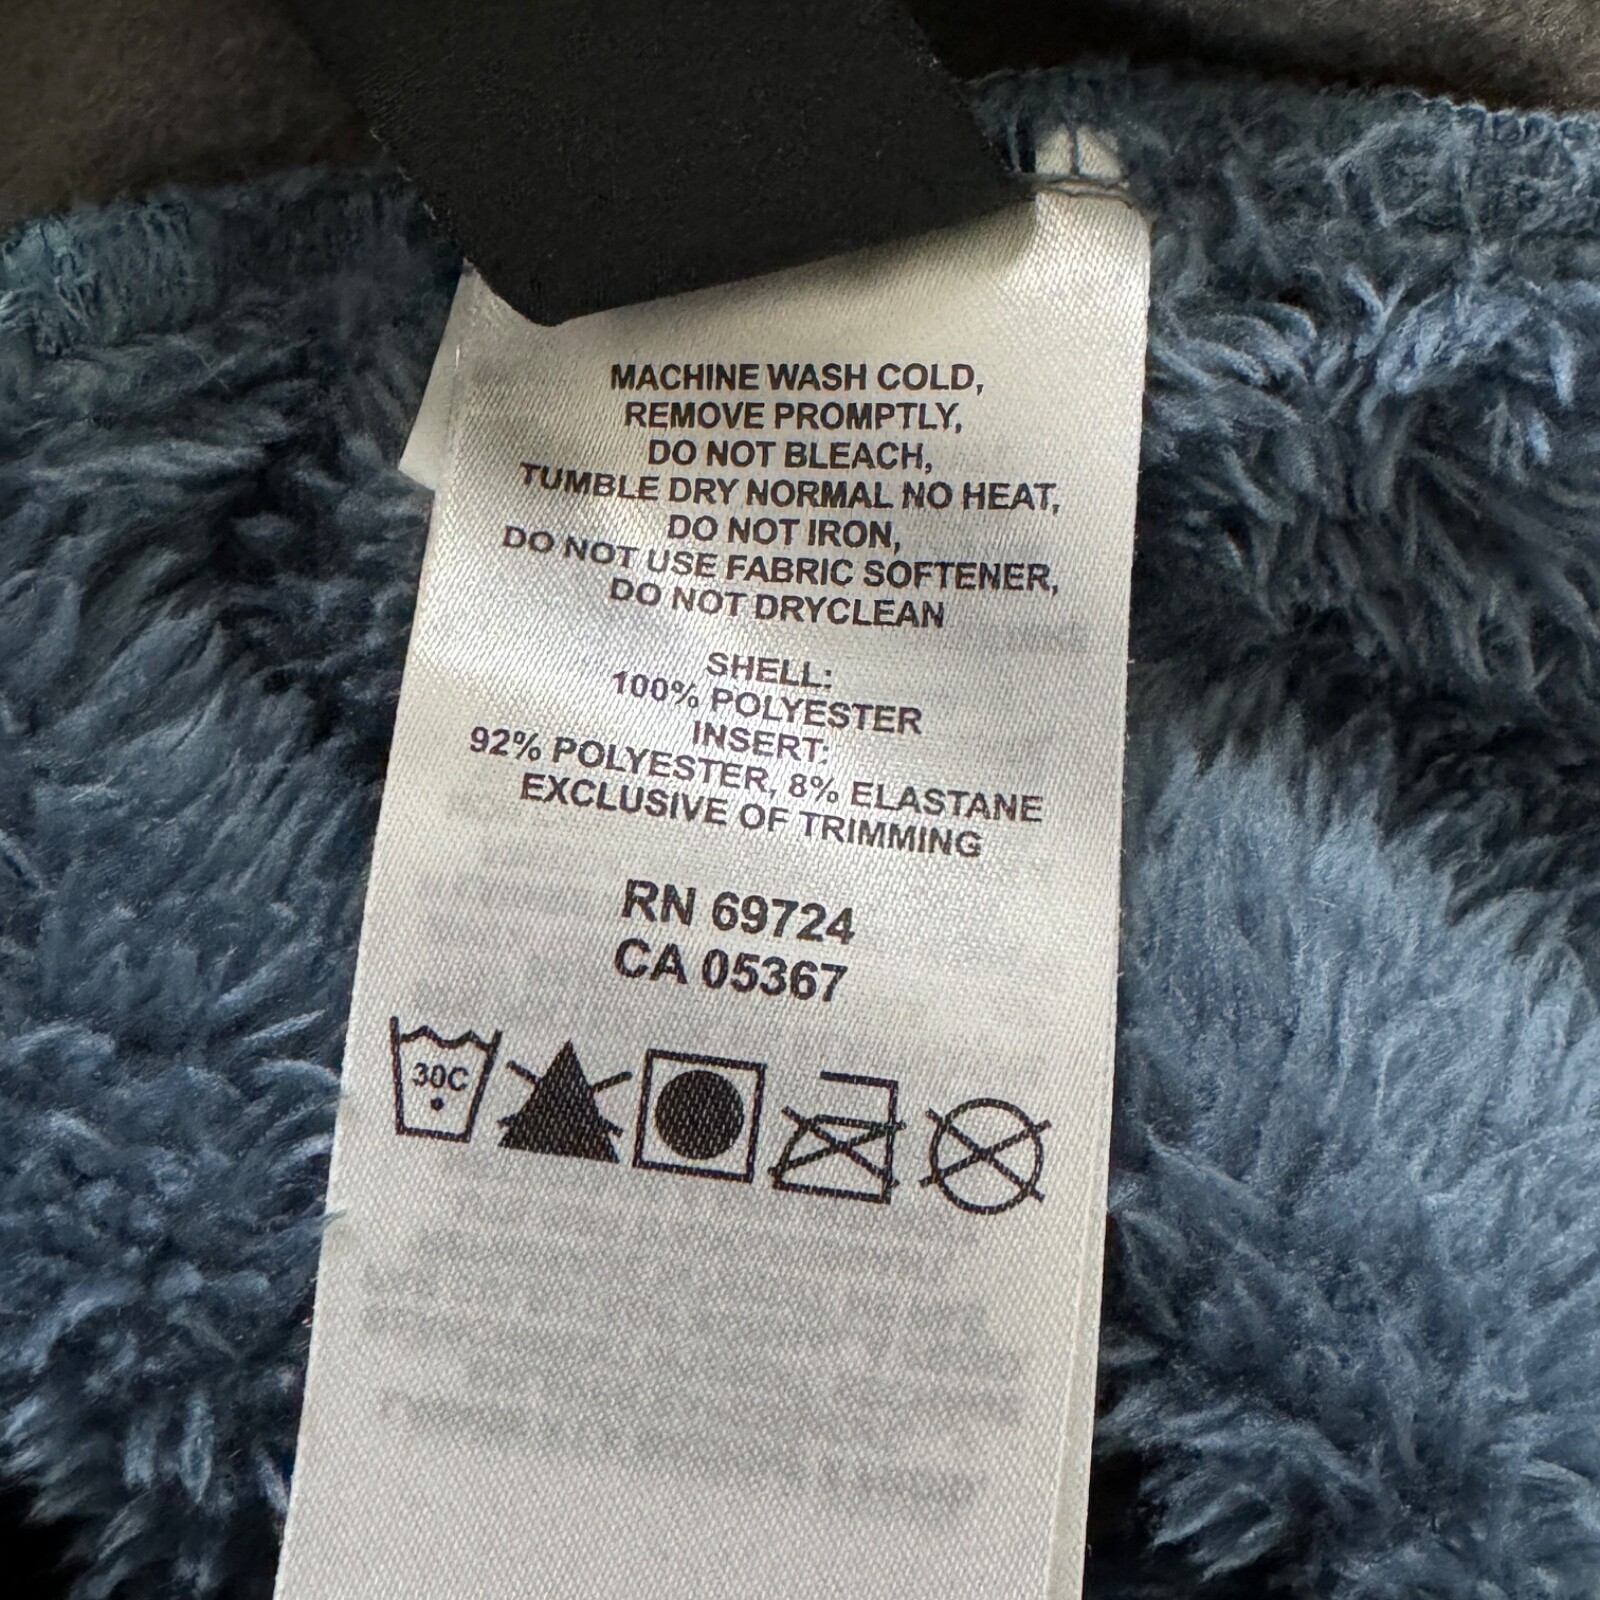 MACHINE WASH COLD,
REMOVE PROMPTLY,
DO NOT BLEACH,
TUMBLE DRY NORMAL NO HEAT,
DO NOT IRON,
DO NOT USE FABRIC SOFTENER,
DO NOT DRYCLEAN
SHELL:
100% POLYESTER
INSERT:
92% POLYESTER, 8% ELASTANE
EXCLUSIVE OF TRIMMING
RN 69724
CA 05367
30C